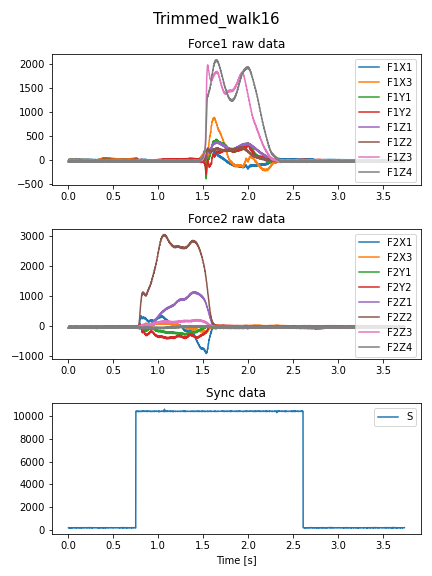 Trimmed_walk16
Force1 raw data
2000
1500
1000
500
0
−500
F1X1
F1X3
F1Y1
F1Y2
F1Z1
F1Z2
F1Z3
F1Z4
0.0 0.5 1.0 1.5 2.0 2.5 3.0 3.5
Force2 raw data
3000
2000
1000
0
−1000
F2X1
F2X3
F2Y1
F2Y2
F2Z1
F2Z2
F2Z3
F2Z4
0.0 0.5 1.0 1.5 2.0 2.5 3.0 3.5
Sync data
10000
8000
6000
4000
2000
0
S
0.0 0.5 1.0 1.5 2.0 2.5 3.0 3.5
Time [s]